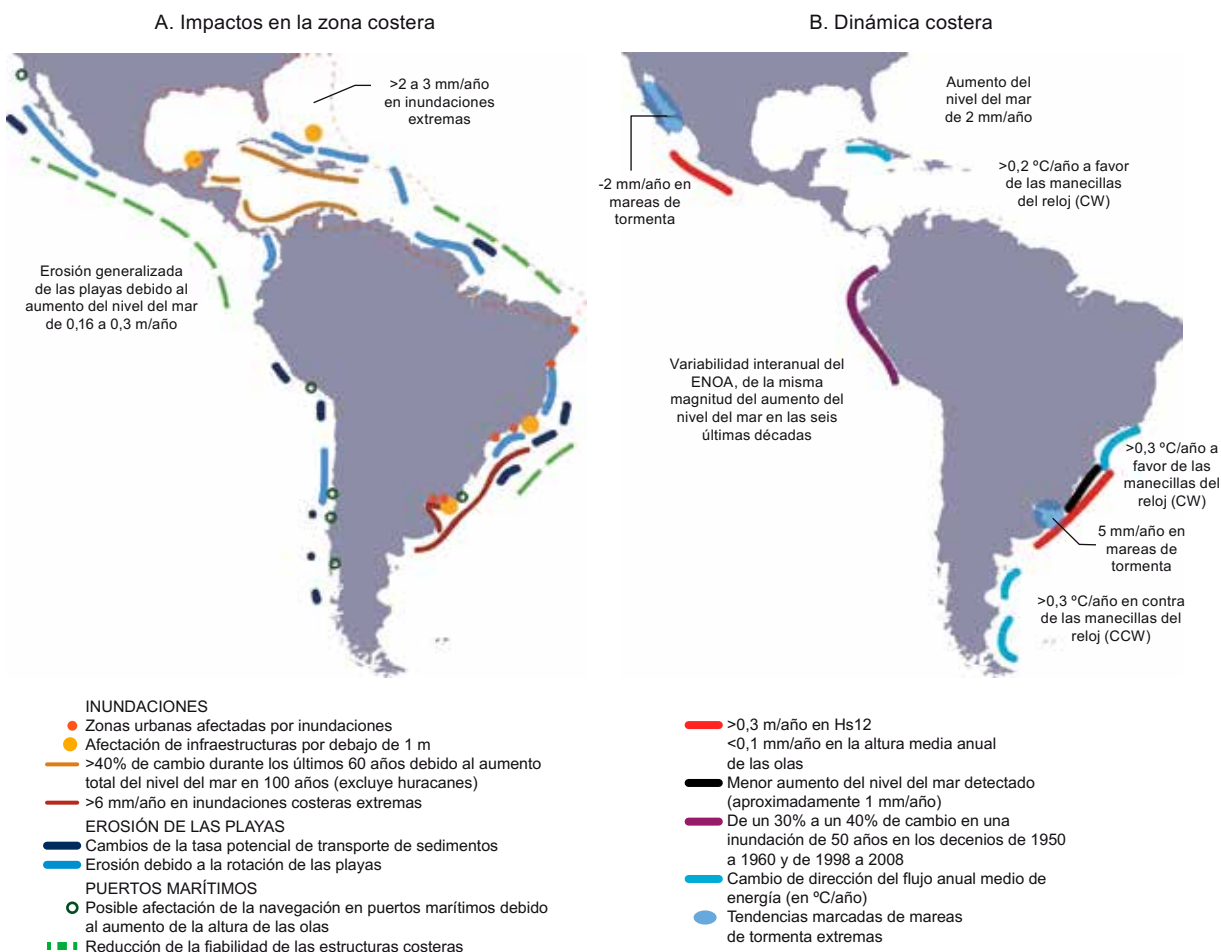 A. Impactos en la zona costera
>2 a 3 mm/año
en inundaciones
extremas
Erosión generalizada
de las playas debido al
aumento del nivel del mar
de 0,16 a 0,3 m/año
INUNDACIONES
Zonas urbanas afectadas por inundaciones
Afectación de infraestructuras por debajo de 1 m
>40% de cambio durante los últimos 60 años debido al aumento
total del nivel del mar en 100 años (excluye huracanes)
>6 mm/año en inundaciones costeras extremas
EROSIÓN DE LAS PLAYAS
Cambios de la tasa potencial de transporte de sedimentos
Erosión debido a la rotación de las playas
PUERTOS MARÍTIMOS
Posible afectación de la navegación en puertos marítimos debido
al aumento de la altura de las olas
Reducción de la fiabilidad de las estructuras costeras
B. Dinámica costera
Aumento del
nivel del mar
de 2 mm/año
-2 mm/año en
mareas de
tormenta
>0,2 ºC/año a favor
de las manecillas
del reloj (CW)
Variabilidad interanual del
ENOA, de la misma
magnitud del aumento del
nivel del mar en las seis
últimas décadas
>0,3 ºC/año a
favor de las
manecillas del
reloj (CW)
5 mm/año en
mareas de
tormenta
>0,3 ºC/año en contra
de las manecillas del
reloj (CCW)
>0,3 m/año en Hs12
<0,1 mm/año en la altura media anual
de las olas
Menor aumento del nivel del mar detectado
(aproximadamente 1 mm/año)
De un 30% a un 40% de cambio en una
inundación de 50 años en los decenios de 1950
a 1960 y de 1998 a 2008
Cambio de dirección del flujo anual medio de
energía (en ºC/año)
Tendencias marcadas de mareas
de tormenta extremas